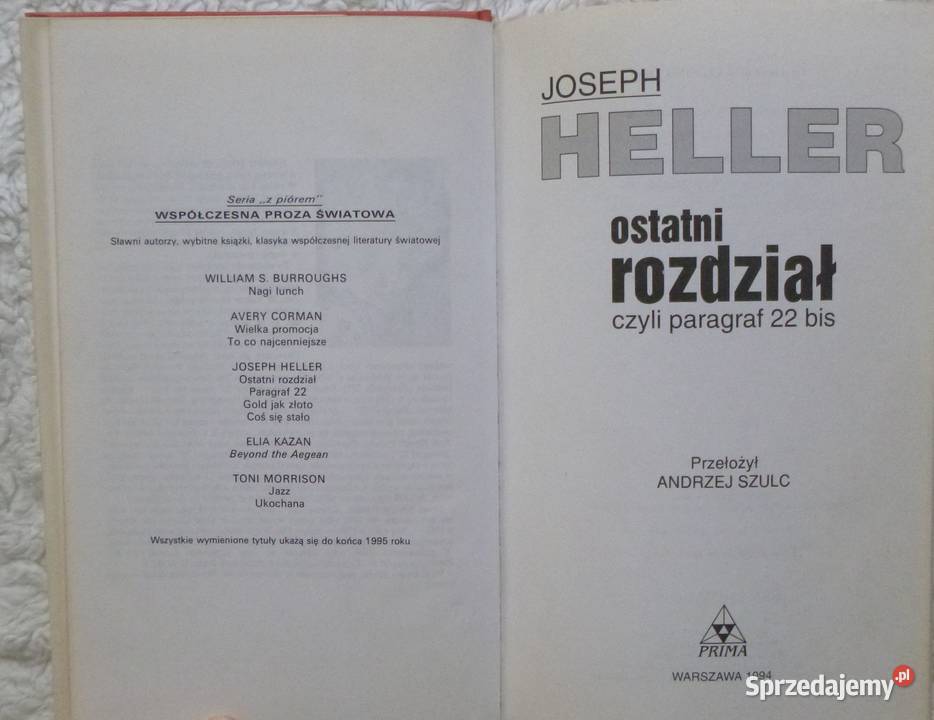 Seria „z piórem"
WSPÓŁCZESNA PROZA ŚWIATOWA
Sławni autorzy, wybitne książki, klasyka współczesnej literatury światowej
WILLIAM S. BURROUGHS
Nagi lunch
AVERY CORMAN
Wielka promocja
To co najcenniejsze
JOSEPH HELLER
Ostatni rozdział
Paragraf 22
Gold jak złoto
Coś się stało
ELIA KAZAN
Beyond the Aegean
TONI MORRISON
Jazz
Ukochana
Wszystkie wymienione tytuły ukażą się do końca 1995 roku
JOSEPH
HELLER
ostatni
rozdział
czyli paragraf 22 bis
Przełożył
ANDRZEJ SZULC
PRIMA
WARSZAWA 1994
Sprzedajemy.pl